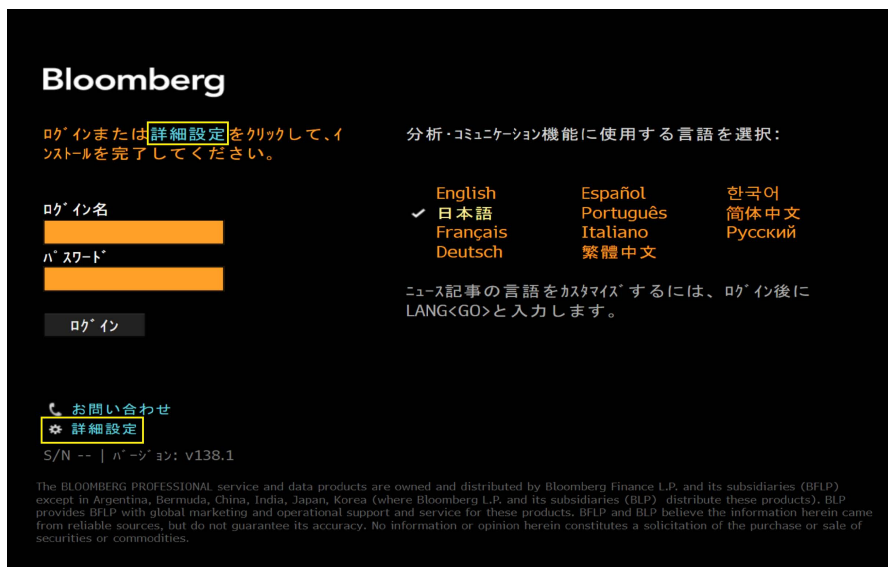 Bloomberg
ﾛｸﾞｲﾝまたは詳細設定をｸﾘｯｸして､ｲ
ﾝｽﾄｰﾙを完了してください。
ﾛｸﾞｲﾝ名
ﾊﾟｽﾜｰﾄﾞ
ﾛｸﾞｲﾝ
お問い合わせ
詳細設定
S/N -- | ﾊﾞｰｼﾞｮﾝ: v138.1
分析･ｺﾐｭﾆｹｰｼｮﾝ機能に使用する言語を選択:
English Español 한국어
✓ 日本語 Português 简体中文
Français Italiano Русский
Deutsch 繁體中文
ﾆｭｰｽ記事の言語をｶｽﾀﾏｲｽﾞするには、ﾛｸﾞｲﾝ後に
LANG<GO>と入力します。
The BLOOMBERG PROFESSIONAL service and data products are owned and distributed by Bloomberg Finance L.P. and its subsidiaries (BFLP)
except in Argentina, Bermuda, China, India, Japan, Korea (where Bloomberg L.P. and its subsidiaries (BLP) distribute these products). BLP
provides BFLP with global marketing and operational support and service for these products. BFLP and BLP believe the information herein came
from reliable sources, but do not guarantee its accuracy. No information or opinion herein constitutes a solicitation of the purchase or sale of
securities or commodities.